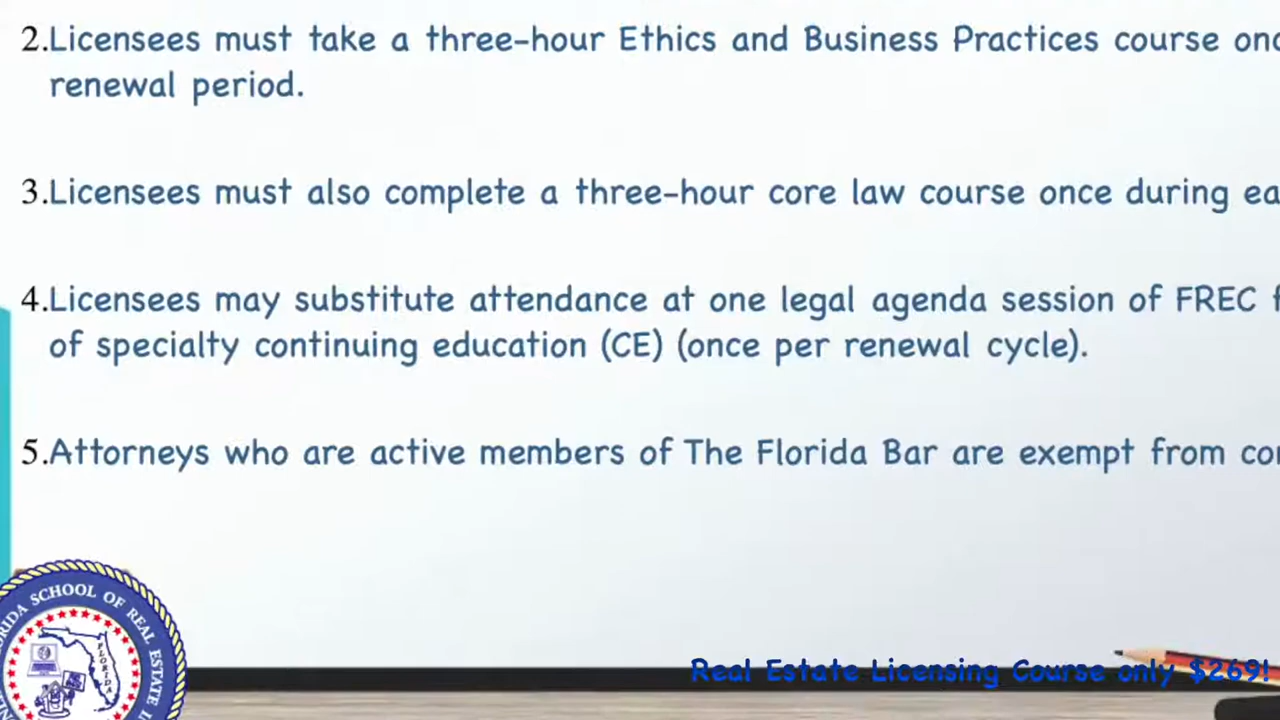 2.Licensees must take a three-hour Ethics and Business Practices course
renewal period.
3.Licensees must also complete a three-hour core law course once during
4.Licensees may substitute attendance at one legal agenda session of FREC
of specialty continuing education (CE) (once per renewal cycle).
5.Attorneys who are active members of The Florida Bar are exempt from
SCHOOL OF REAL ESTATE
FLORIDA
Real Estate Licensing Course only $269!